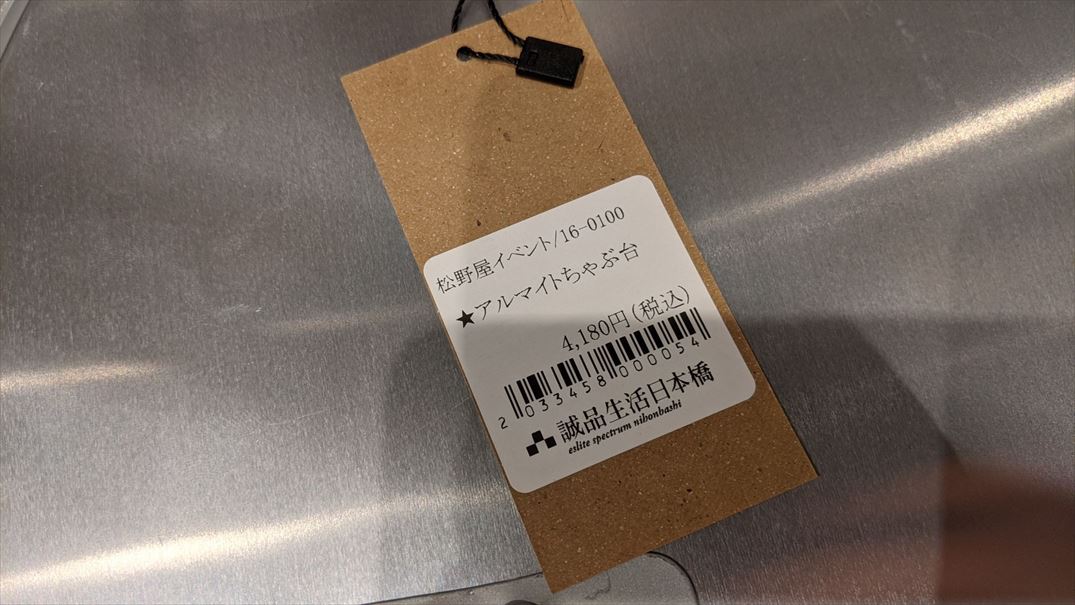 松野屋イベント/16-0100
★アルマイトちゃぶ台
4,180円(税込)
2 033458 000054
誠品生活日本橋
eslite spectrum nihonbashi